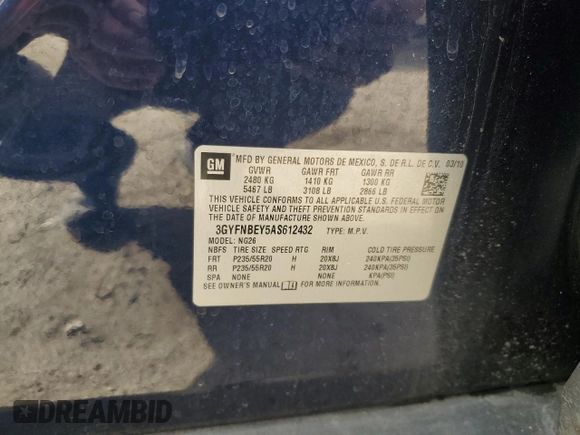 GM
MFD BY GENERAL MOTORS DE MEXICO, S. DE R.L. DE C.V. 03/10
GVWR GAWR FRT GAWR RR
2480 KG 1410 KG 1300 KG
5467 LB 3108 LB 2866 LB
THIS VEHICLE CONFORMS TO ALL APPLICABLE U.S. FEDERAL MOTOR
VEHICLE SAFETY AND THEFT PREVENTION STANDARDS IN EFFECT ON
THE DATE OF MANUFACTURE SHOWN ABOVE.
3GYFNBEY5AS612432 TYPE: M.P.V.
MODEL: NG26
NBFS TIRE SIZE SPEED RTG RIM COLD TIRE PRESSURE
FRT P235/55R20 H 20X8J 240KPA(35PSI)
RR P235/55R20 H 20X8J 240KPA(35PSI)
SPA NONE NONE KPA(PSI)
SEE OWNER'S MANUAL FOR MORE INFORMATION.
DREAMBID